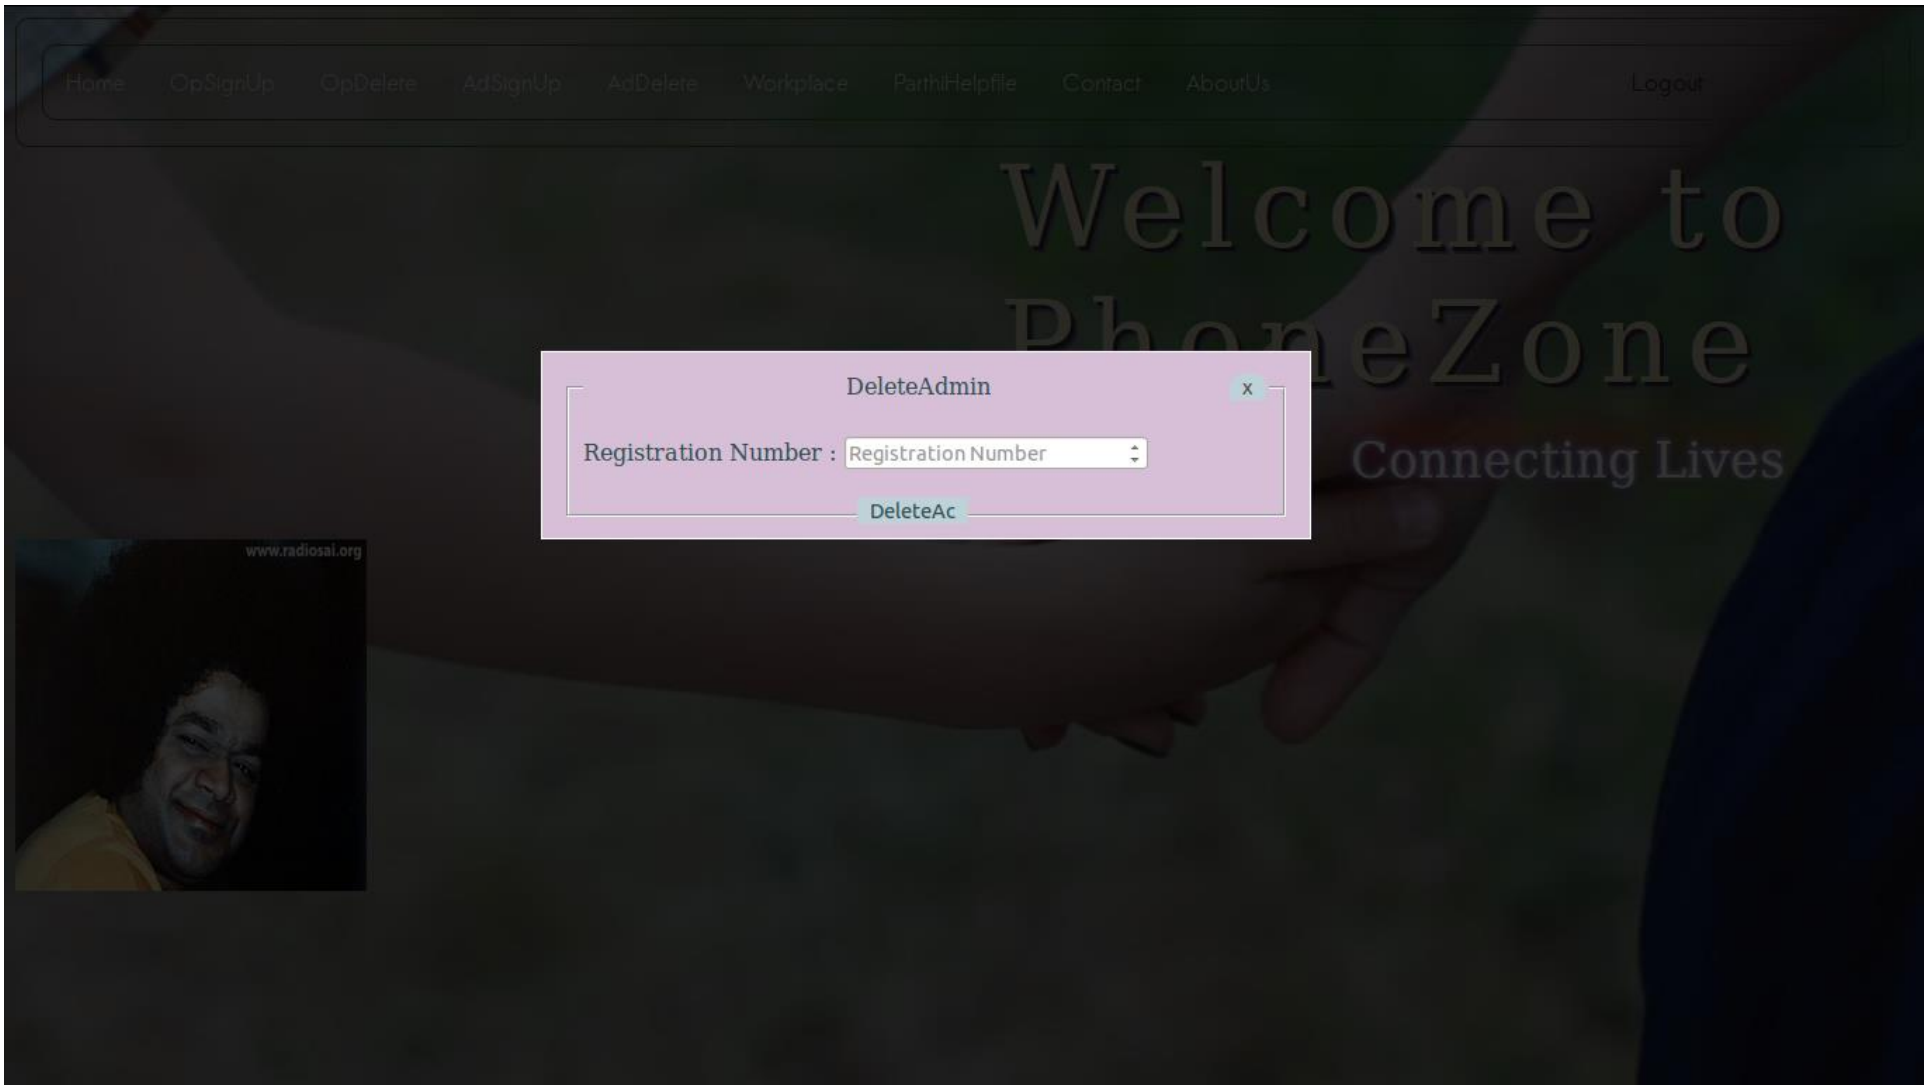 Home OpSignUp OpDelete AdSignUp AdDelete Workplace ParthiHelpfile Contact AboutUs Logout
Welcome to
PhoneZone
Connecting Lives
DeleteAdmin x
Registration Number : Registration Number
DeleteAc
www.radiosai.org